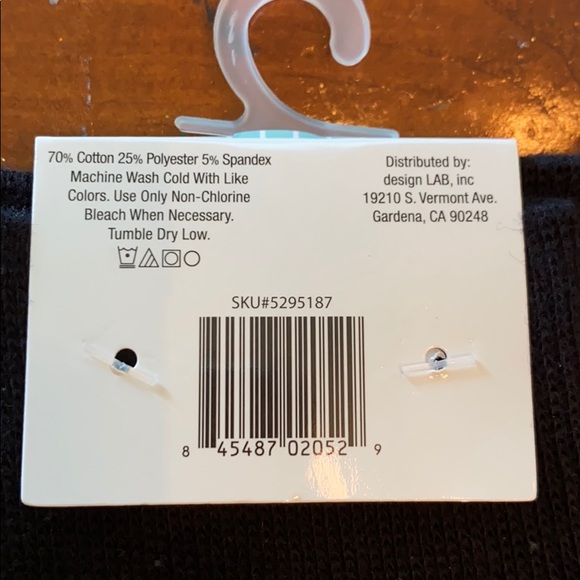 70% Cotton 25% Polyester 5% Spandex
Machine Wash Cold With Like
Colors. Use Only Non-Chlorine
Bleach When Necessary.
Tumble Dry Low.
Distributed by:
design LAB, inc
19210 S. Vermont Ave.
Gardena, CA 90248
SKU#5295187
8 45487 02052 9